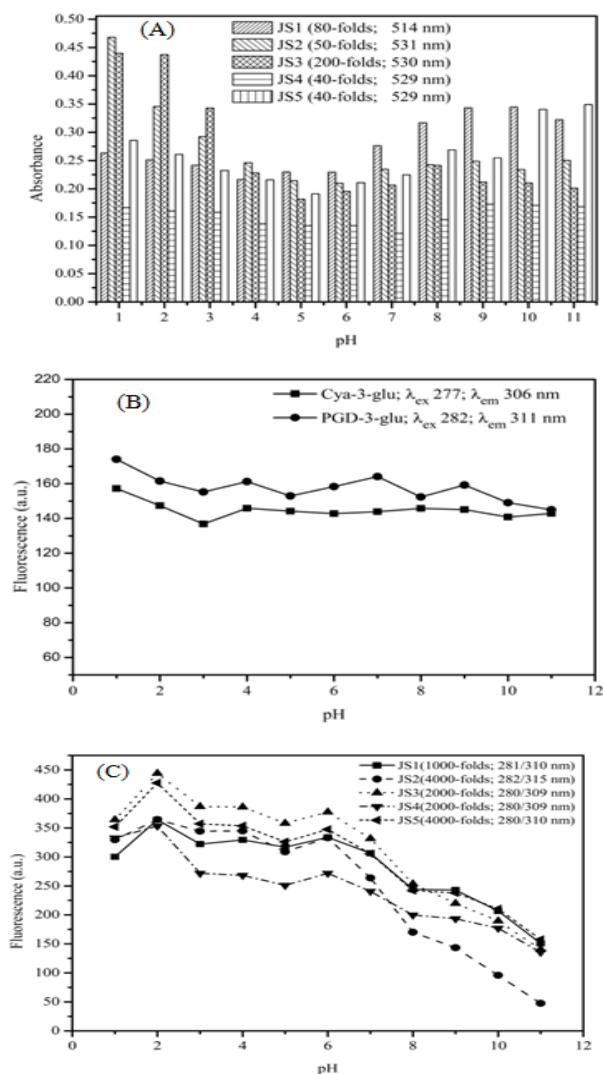 (A)
JS1 (80-folds; 514 nm)
JS2 (50-folds; 531 nm)
JS3 (200-folds; 530 nm)
JS4 (40-folds; 529 nm)
JS5 (40-folds; 529 nm)
0.50
0.45
0.40
0.35
0.30
0.25
0.20
0.15
0.10
0.05
0.00
Absorbance
1 2 3 4 5 6 7 8 9 10 11
pH
(B)
Cya-3-glu; λex 277; λem 306 nm
PGD-3-glu; λex 282; λem 311 nm
220
200
180
160
140
120
100
80
60
Fluorescence (a.u.)
0 2 4 6 8 10 12
pH
(C)
JS1(1000-folds; 281/310 nm)
JS2(4000-folds; 282/315 nm)
JS3(2000-folds; 280/309 nm)
JS4(2000-folds; 280/309 nm)
JS5(4000-folds; 280/310 nm)
450
400
350
300
250
200
150
100
50
0
Fluorescence (a.u.)
0 2 4 6 8 10 12
pH